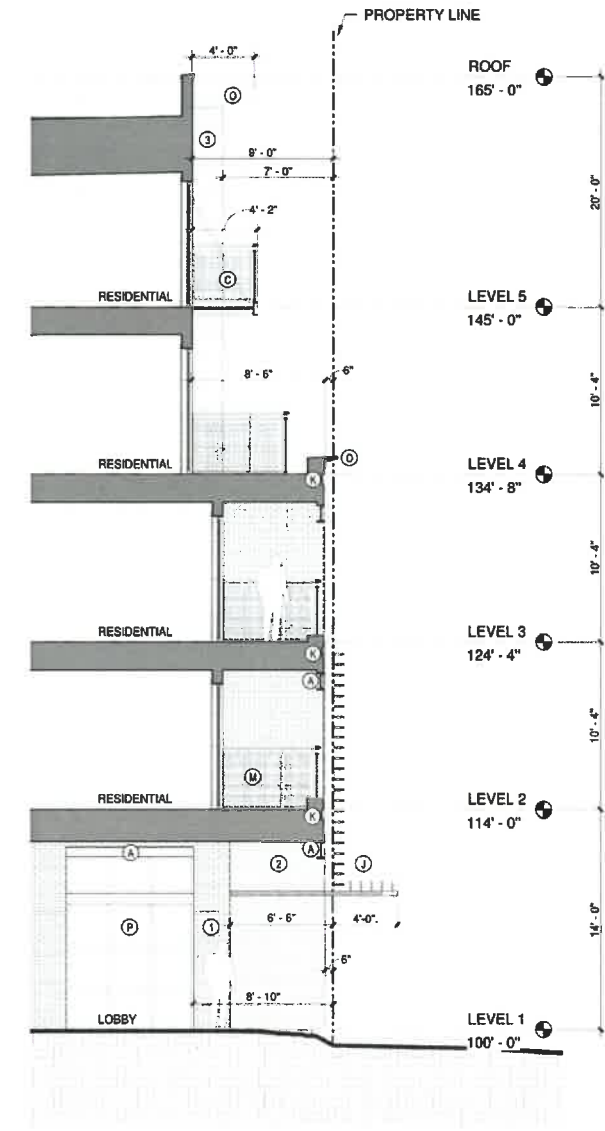 PROPERTY LINE
4' - 0"
ROOF
165' - 0"
O
3
9' - 0"
7' - 0"
20' - 0"
4' - 2"
C
RESIDENTIAL
LEVEL 5
145' - 0"
8' - 6"
6"
10' - 4"
O
RESIDENTIAL
LEVEL 4
K
134' - 8"
10' - 4"
RESIDENTIAL
LEVEL 3
K
124' - 4"
A
10' - 4"
M
RESIDENTIAL
LEVEL 2
K
114' - 0"
A
A
2
J
P
1
6' - 6"
4'-0".
14' - 0"
6"
8' - 10"
LOBBY
LEVEL 1
100' - 0"